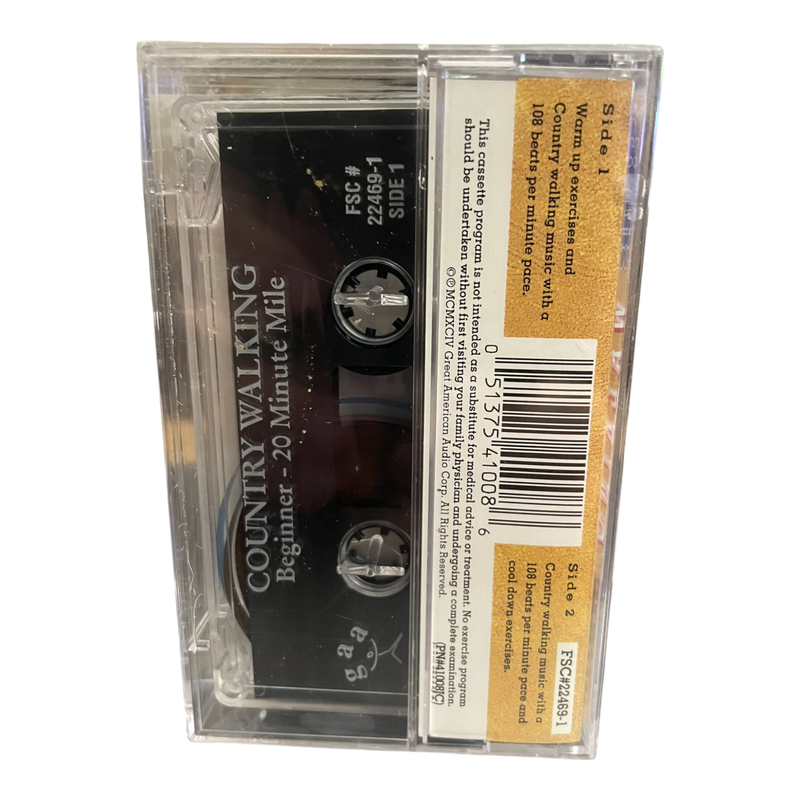 COUNTRY WALKING
Beginner - 20 Minute Mile
FSC #
22469-1
SIDE 1
gaa
Side 1
Warm up exercises and
Country walking music with a
108 beats per minute pace.
0 51375 41008 6
Side 2
Country walking music with a
108 beats per minute pace and
cool down exercises.
FSC#22469-1
This cassette program is not intended as a substitute for medical advice or treatment. No exercise program
should be undertaken without first visiting your family physician and undergoing a complete examination.
©℗MCMXCIV Great American Audio Corp. All Rights Reserved.
(PN#41008(C)